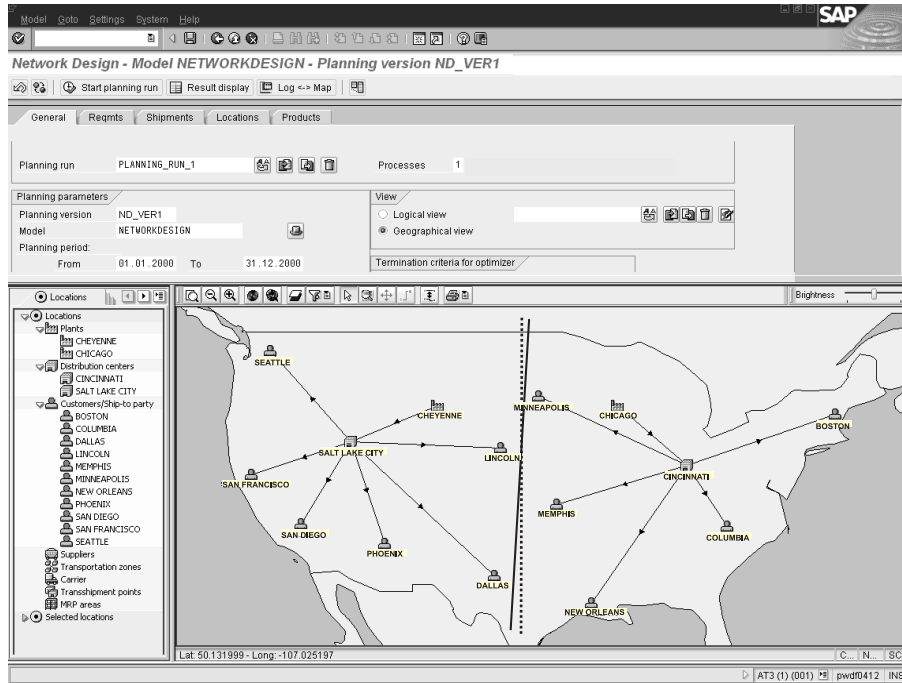 Model Goto Settings System Help
SAP
Network Design - Model NETWORKDESIGN - Planning version ND_VER1
Start planning run Result display Log <-> Map
General Reqmts Shipments Locations Products
Planning run PLANNING_RUN_1 Processes 1
Planning parameters View
Planning version ND_VER1 Logical view
Model NETWORKDESIGN Geographical view
Planning period:
From 01.01.2000 To 31.12.2000 Termination criteria for optimizer
Locations Brightness
Locations
Plants
CHEYENNE
CHICAGO
Distribution centers
CINCINNATI
SALT LAKE CITY
Customers/Ship-to party
BOSTON
COLUMBIA
DALLAS
LINCOLN
MEMPHIS
MINNEAPOLIS
NEW ORLEANS
PHOENIX
SAN DIEGO
SAN FRANCISCO
SEATTLE
Suppliers
Transportation zones
Carrier
Transshipment points
MRP areas
Selected locations
SEATTLE
CHEYENNE
MINNEAPOLIS
CHICAGO
BOSTON
SALT LAKE CITY
LINCOLN
CINCINNATI
SAN FRANCISCO
MEMPHIS
SAN DIEGO
COLUMBIA
PHOENIX
DALLAS
NEW ORLEANS
Lat: 50.131999 - Long: -107.025197 C... N... SC
AT3 (1) (001) pwdf0412 INS